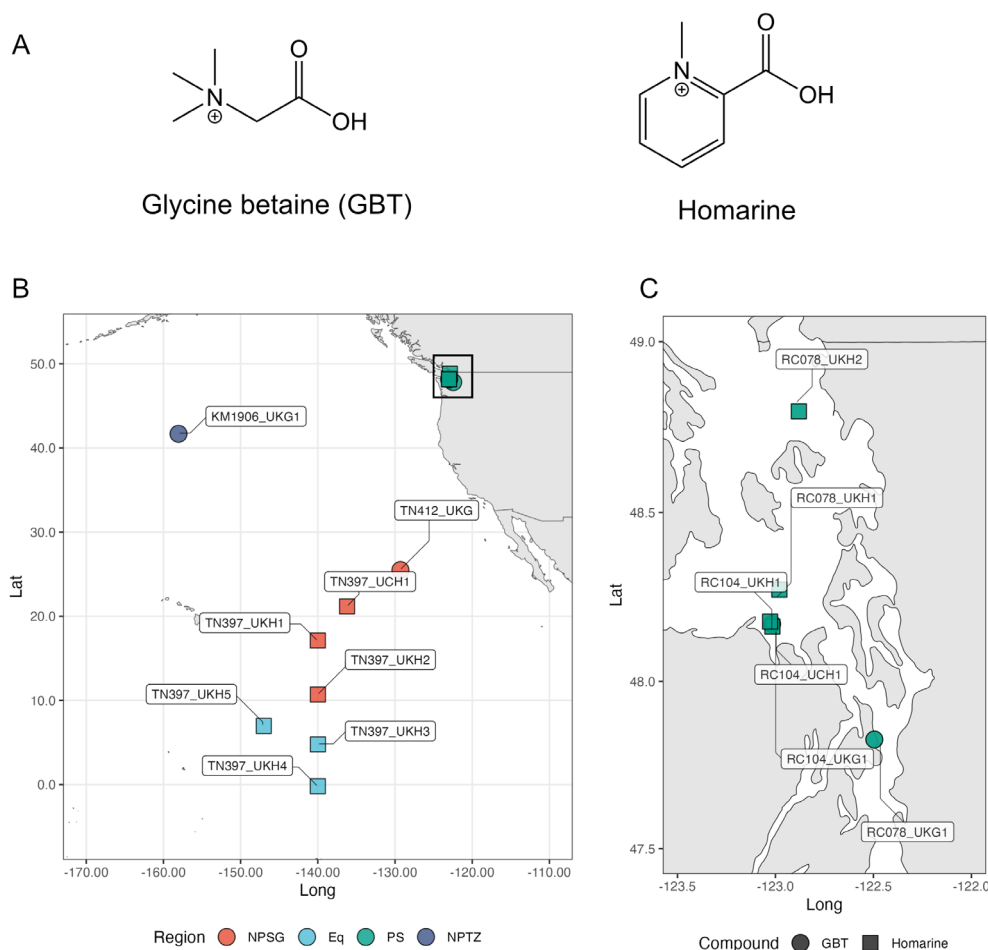 A
N
⊕
O
OH
N
⊕
O
OH
Glycine betaine (GBT)
Homarine
B
C
50.0
40.0
30.0
20.0
10.0
0.0
Lat
KM1906_UKG1
TN412_UKG
TN397_UCH1
TN397_UKH1
TN397_UKH2
TN397_UKH5
TN397_UKH3
TN397_UKH4
-170.00 -160.00 -150.00 -140.00 -130.00 -120.00 -110.00
Long
Region NPSG Eq PS NPTZ
49.0
48.5
48.0
47.5
Lat
RC078_UKH2
RC078_UKH1
RC104_UKH1
RC104_UCH1
RC104_UKG1
RC078_UKG1
-123.5 -123.0 -122.5 -122.0
Long
Compound GBT Homarine